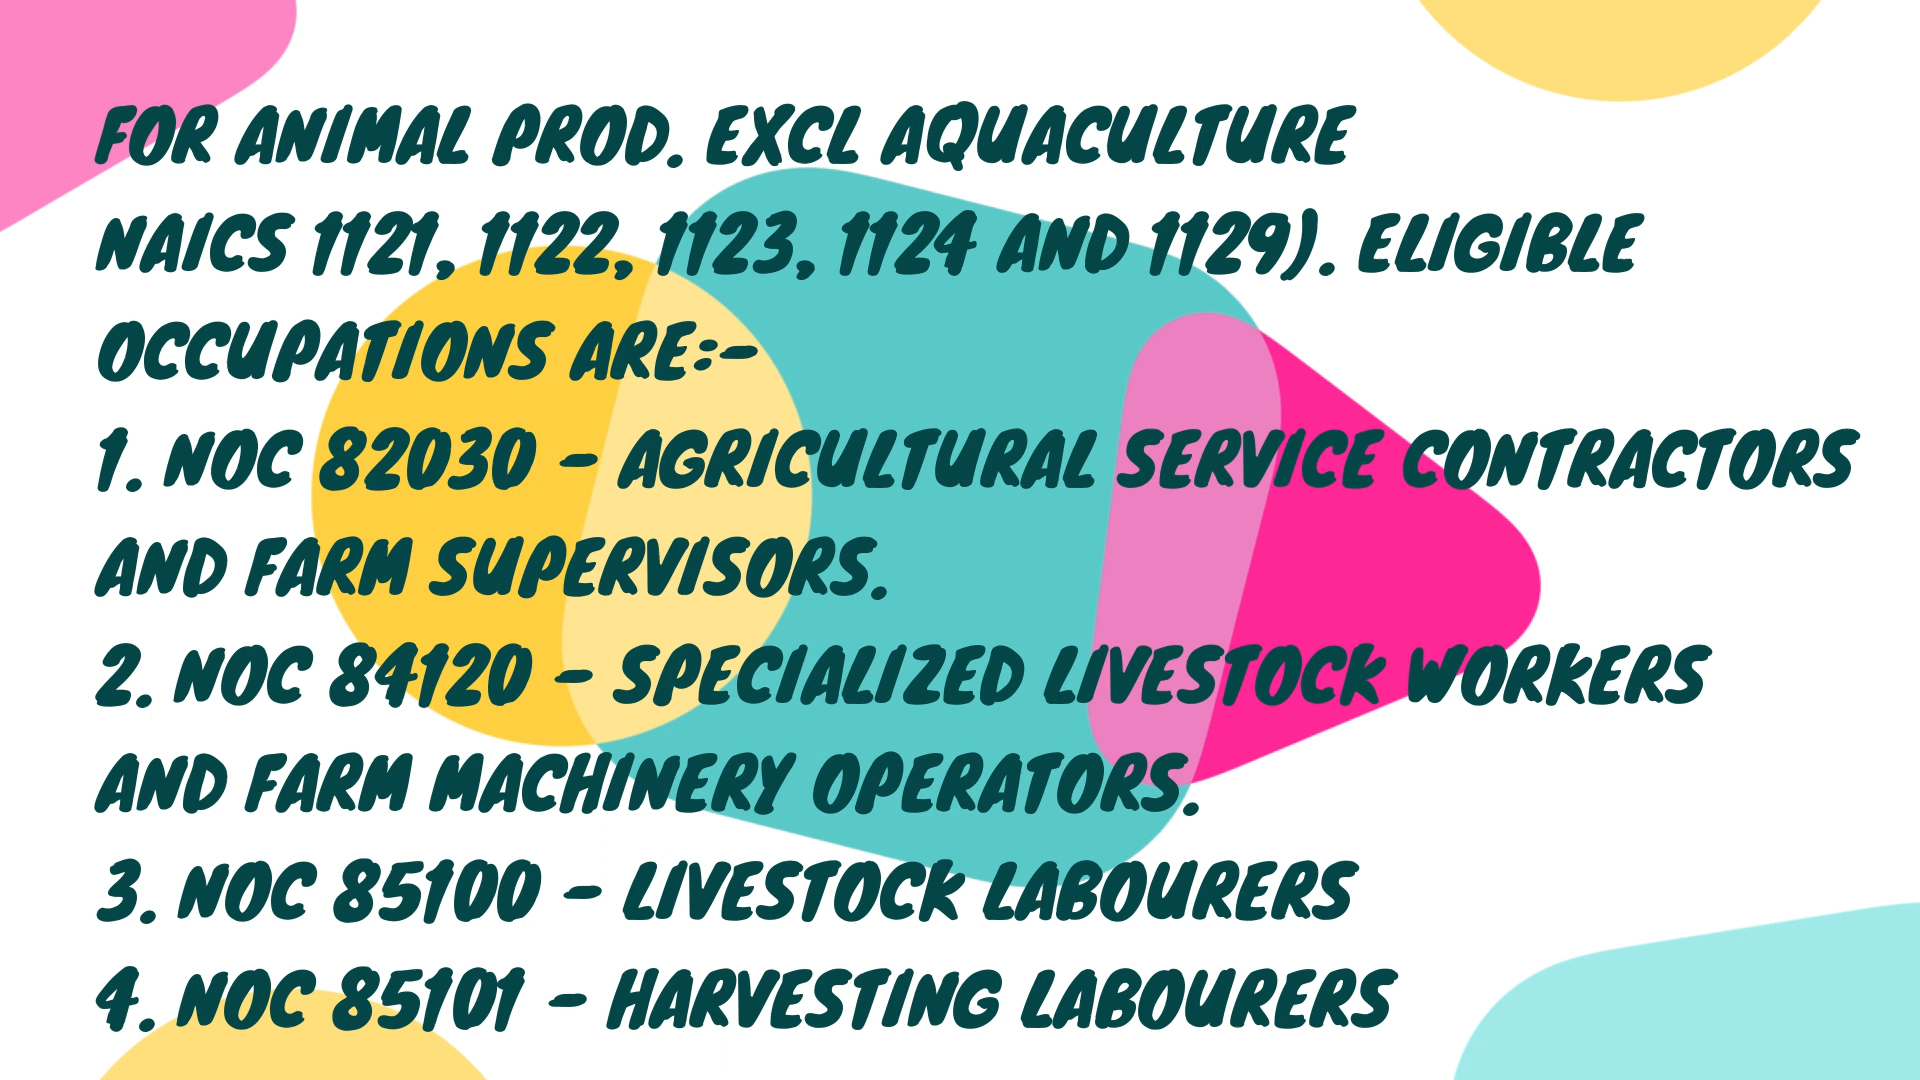 FOR ANIMAL PROD. EXCL AQUACULTURE
NAICS 1121, 1122, 1123, 1124 AND 1129). ELIGIBLE
OCCUPATIONS ARE:-
1. NOC 82030 - AGRICULTURAL SERVICE CONTRACTORS
AND FARM SUPERVISORS.
2. NOC 84120 - SPECIALIZED LIVESTOCK WORKERS
AND FARM MACHINERY OPERATORS.
3. NOC 85100 - LIVESTOCK LABOURERS
4. NOC 85101 - HARVESTING LABOURERS